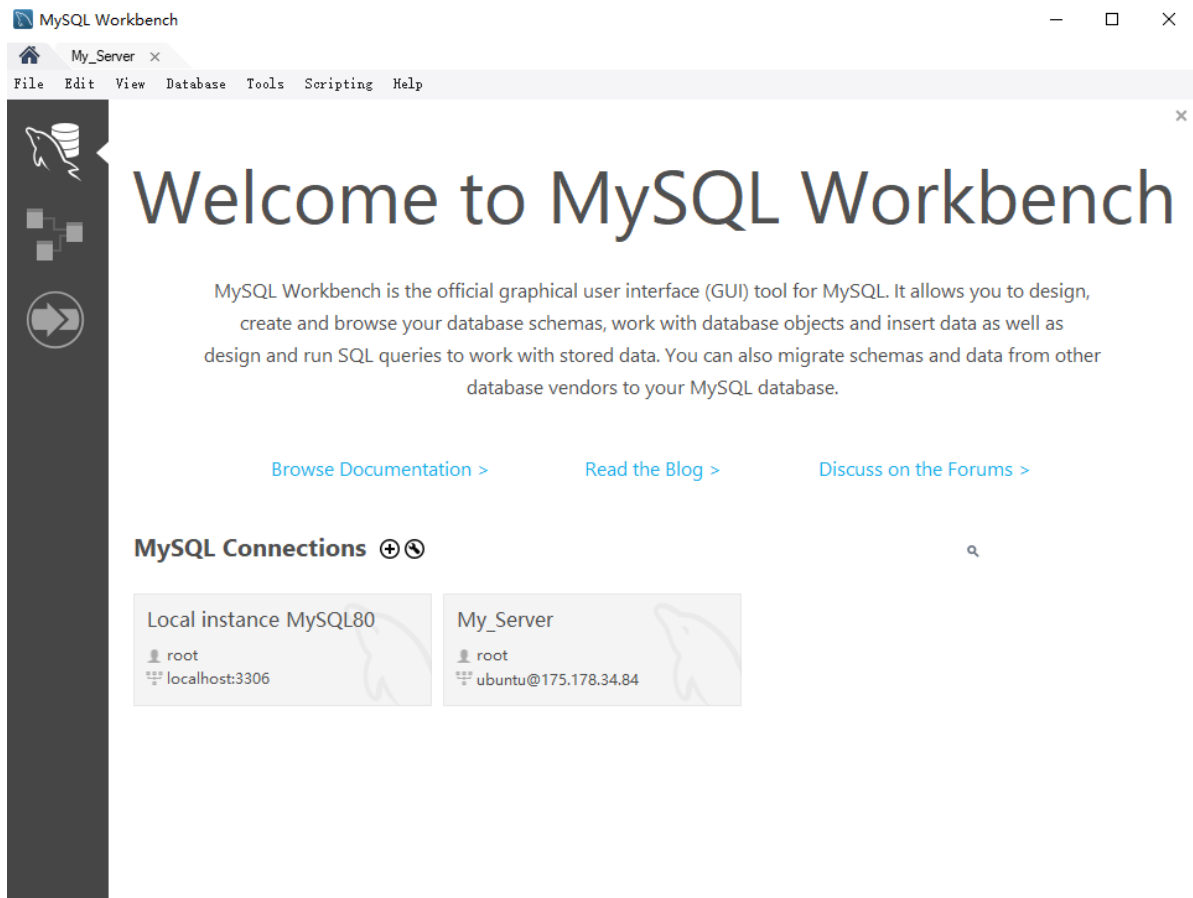 MySQL Workbench
My_Server
File Edit View Database Tools Scripting Help
Welcome to MySQL Workbench
MySQL Workbench is the official graphical user interface (GUI) tool for MySQL. It allows you to design,
create and browse your database schemas, work with database objects and insert data as well as
design and run SQL queries to work with stored data. You can also migrate schemas and data from other
database vendors to your MySQL database.
Browse Documentation > Read the Blog > Discuss on the Forums >
MySQL Connections
Local instance MySQL80
root
localhost:3306
My_Server
root
ubuntu@175.178.34.84